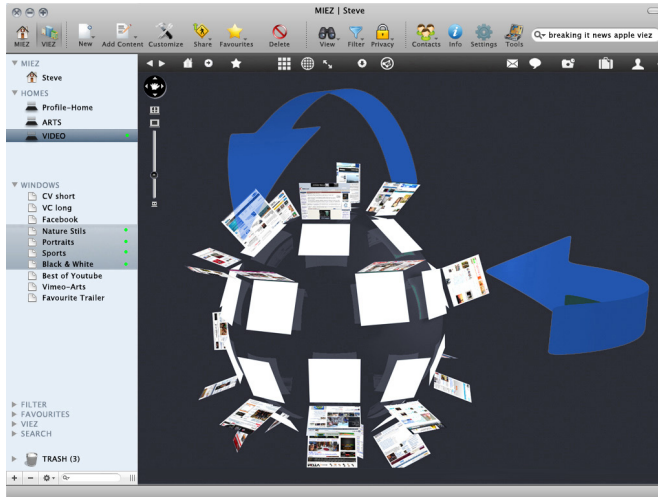 MIEZ | Steve
MIEZ VIEZ New Add Content Customize Share Favourites Delete View Filter Privacy Contacts Info Settings Tools
breaking it news apple viez
MIEZ
Steve
HOMES
Profile-Home
ARTS
VIDEO
WINDOWS
CV short
VC long
Facebook
Nature Stils
Portraits
Sports
Black & White
Best of Youtube
Vimeo-Arts
Favourite Trailer
FILTER
FAVOURITES
VIEZ
SEARCH
TRASH (3)